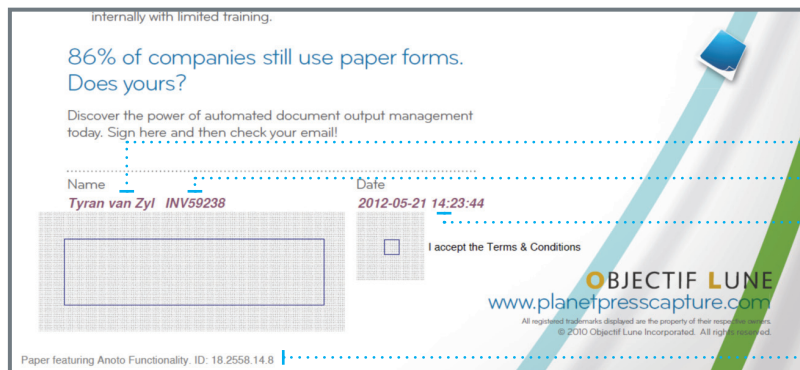 internally with limited training.
86% of companies still use paper forms.
Does yours?
Discover the power of automated document output management
today. Sign here and then check your email!
Name Date
Tyran van Zyl INV59238 2012-05-21 14:23:44
I accept the Terms & Conditions
OBJECTIF LUNE
www.planetpresscapture.com
All registered trademarks displayed are the property of their respective owners.
© 2010 Objectif Lune Incorporated. All rights reserved.
Paper featuring Anoto Functionality. ID: 18.2558.14.8